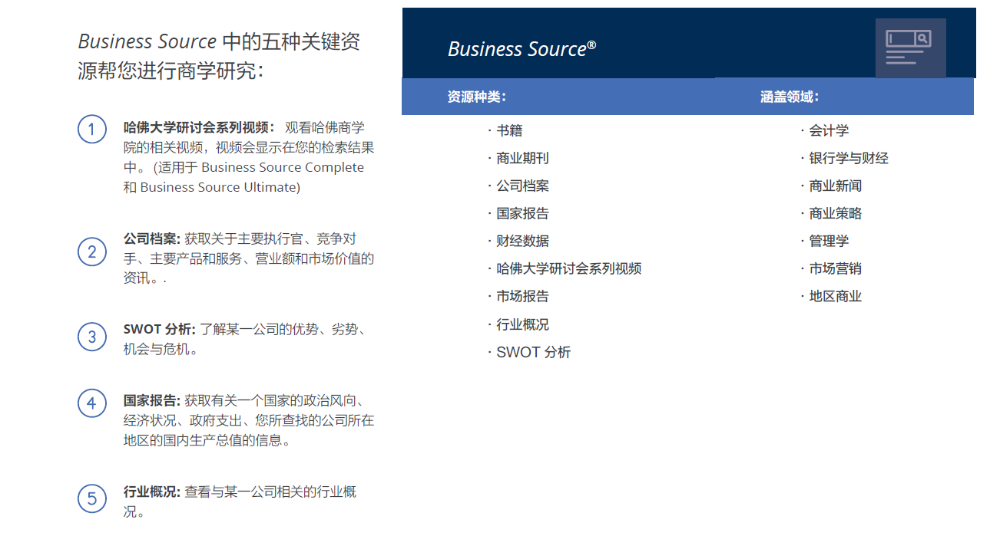 Business Source 中的五种关键资
源帮您进行商学研究：
1
哈佛大学研讨会系列视频： 观看哈佛商学
院的相关视频，视频会显示在您的检索结果
中。 (适用于 Business Source Complete
和 Business Source Ultimate)
2
公司档案: 获取关于主要执行官、竞争对
手、主要产品和服务、营业额和市场价值的
资讯。.
3
SWOT 分析: 了解某一公司的优势、劣势、
机会与危机。
4
国家报告: 获取有关一个国家的政治风向、
经济状况、政府支出、您所查找的公司所在
地区的国内生产总值的信息。
5
行业概况: 查看与某一公司相关的行业概
况。
Business Source®
资源种类：
· 书籍
· 商业期刊
· 公司档案
· 国家报告
· 财经数据
· 哈佛大学研讨会系列视频
· 市场报告
· 行业概况
· SWOT 分析
涵盖领域：
· 会计学
· 银行学与财经
· 商业新闻
· 商业策略
· 管理学
· 市场营销
· 地区商业